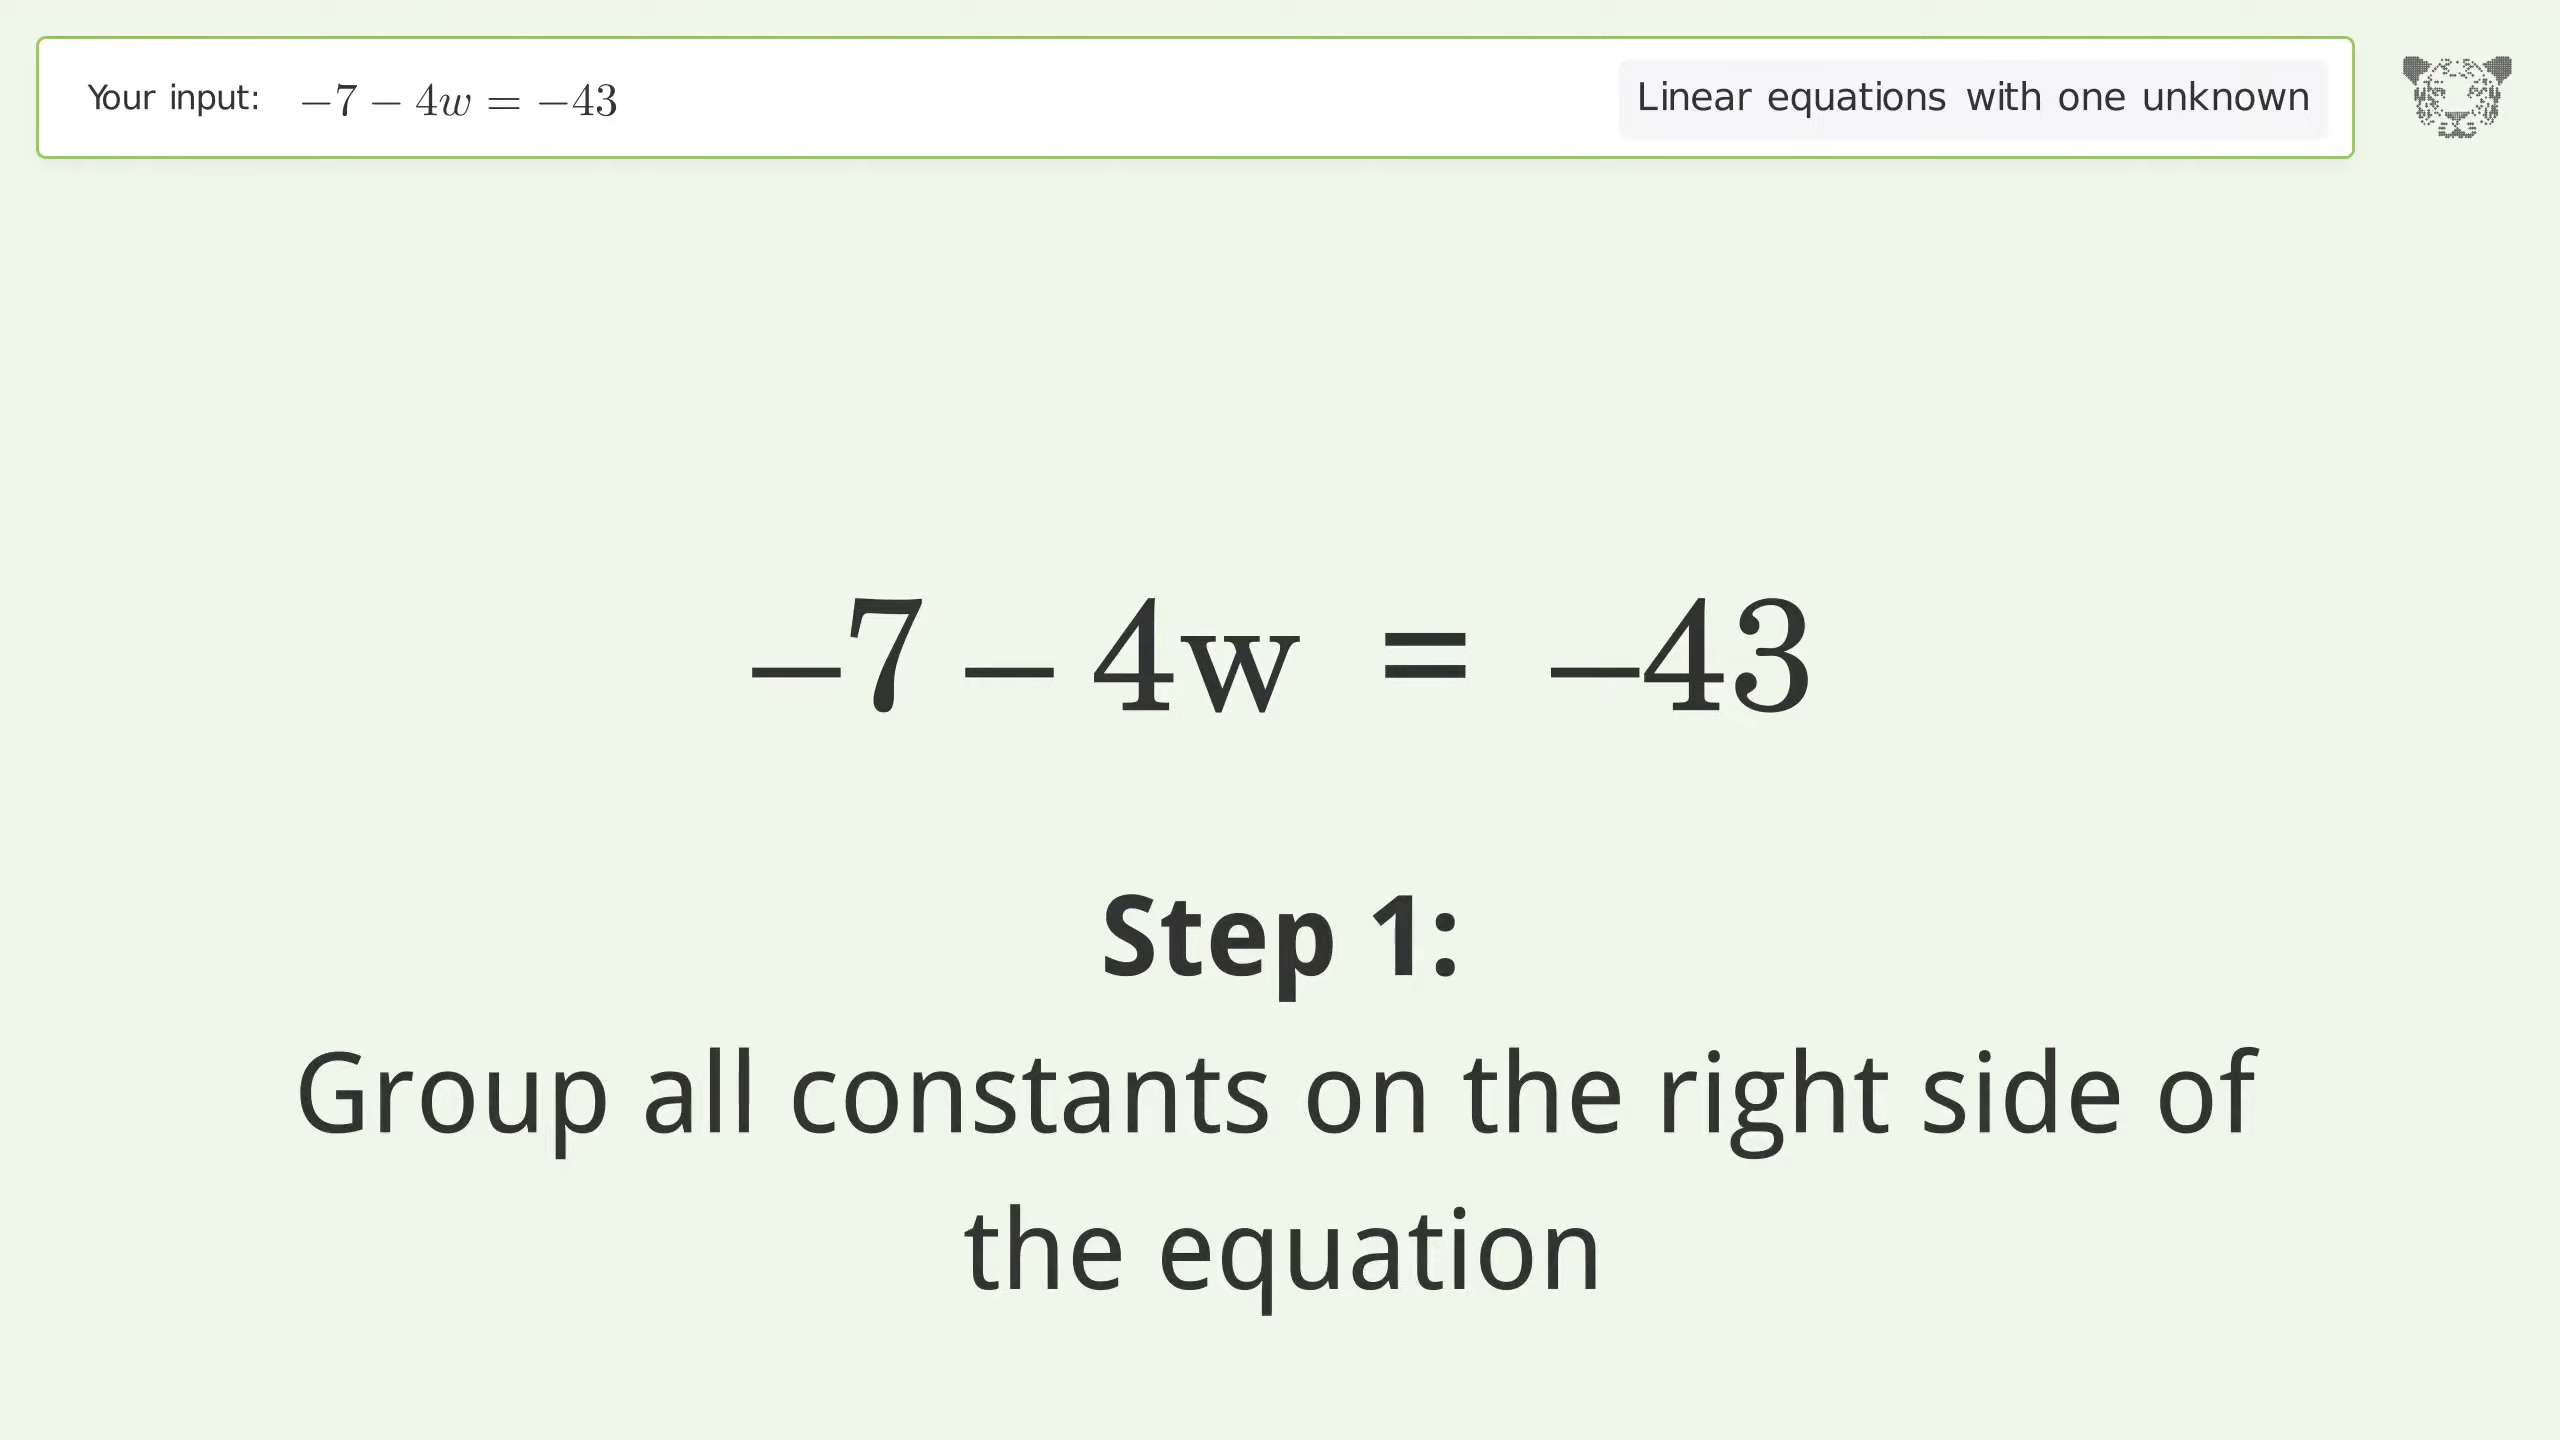 Your input: −7 − 4w = −43 Linear equations with one unknown
−7 − 4w = −43
Step 1:
Group all constants on the right side of
the equation